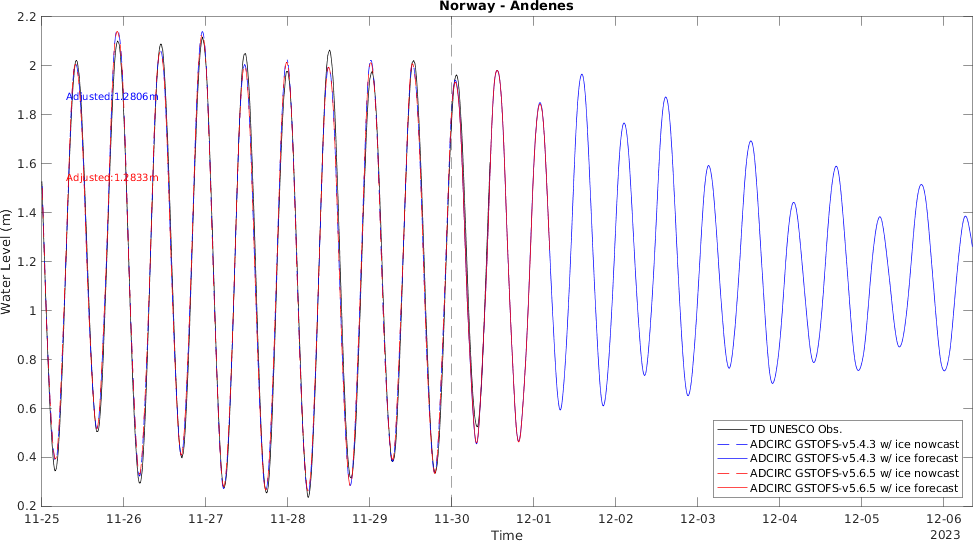 Norway - Andenes
2.2
2
1.8
1.6
1.4
1.2
1
0.8
0.6
0.4
0.2
Water Level (m)
Adjusted:1.2806m
Adjusted:1.2833m
TD UNESCO Obs.
ADCIRC GSTOFS-v5.4.3 w/ ice nowcast
ADCIRC GSTOFS-v5.4.3 w/ ice forecast
ADCIRC GSTOFS-v5.6.5 w/ ice nowcast
ADCIRC GSTOFS-v5.6.5 w/ ice forecast
11-25 11-26 11-27 11-28 11-29 11-30 12-01 12-02 12-03 12-04 12-05 12-06
Time
2023